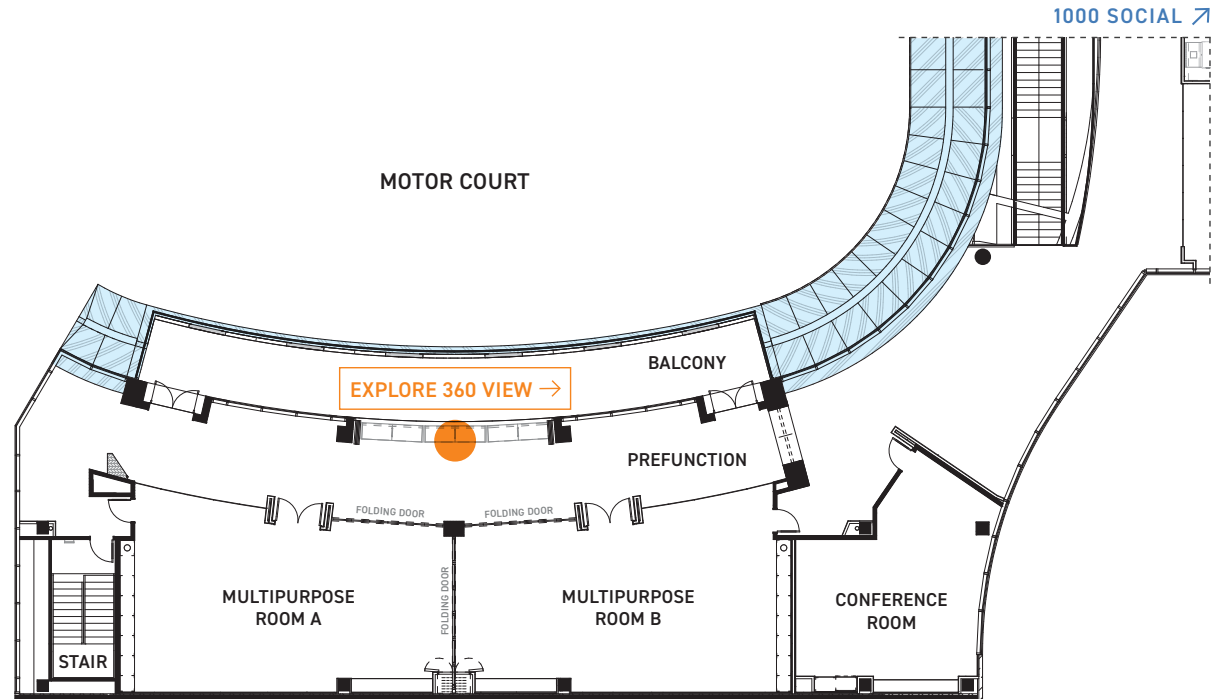 1000 SOCIAL
MOTOR COURT
BALCONY
EXPLORE 360 VIEW →
PREFUNCTION
FOLDING DOOR
FOLDING DOOR
FOLDING DOOR
MULTIPURPOSE
ROOM A
MULTIPURPOSE
ROOM B
CONFERENCE
ROOM
STAIR